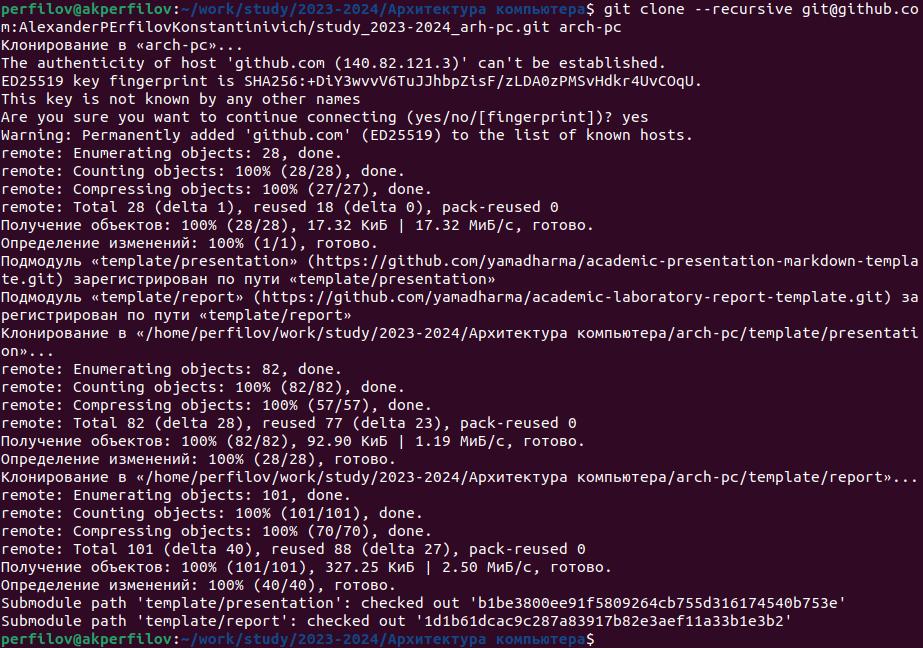 perfilov@akperfilov:~/work/study/2023-2024/Архитектура компьютера$ git clone --recursive git@github.co
m:AlexanderPErfilovKonstantinivich/study_2023-2024_arh-pc.git arch-pc
Клонирование в «arch-pc»...
The authenticity of host 'github.com (140.82.121.3)' can't be established.
ED25519 key fingerprint is SHA256:+DiY3wvvV6TuJJhbpZisF/zLDA0zPMSvHdkr4UvCOqU.
This key is not known by any other names
Are you sure you want to continue connecting (yes/no/[fingerprint])? yes
Warning: Permanently added 'github.com' (ED25519) to the list of known hosts.
remote: Enumerating objects: 28, done.
remote: Counting objects: 100% (28/28), done.
remote: Compressing objects: 100% (27/27), done.
remote: Total 28 (delta 1), reused 18 (delta 0), pack-reused 0
Получение объектов: 100% (28/28), 17.32 КиБ | 17.32 МиБ/с, готово.
Определение изменений: 100% (1/1), готово.
Подмодуль «template/presentation» (https://github.com/yamadharma/academic-presentation-markdown-templa
te.git) зарегистрирован по пути «template/presentation»
Подмодуль «template/report» (https://github.com/yamadharma/academic-laboratory-report-template.git) за
регистрирован по пути «template/report»
Клонирование в «/home/perfilov/work/study/2023-2024/Архитектура компьютера/arch-pc/template/presentati
on»...
remote: Enumerating objects: 82, done.
remote: Counting objects: 100% (82/82), done.
remote: Compressing objects: 100% (57/57), done.
remote: Total 82 (delta 28), reused 77 (delta 23), pack-reused 0
Получение объектов: 100% (82/82), 92.90 КиБ | 1.19 МиБ/с, готово.
Определение изменений: 100% (28/28), готово.
Клонирование в «/home/perfilov/work/study/2023-2024/Архитектура компьютера/arch-pc/template/report»...
remote: Enumerating objects: 101, done.
remote: Counting objects: 100% (101/101), done.
remote: Compressing objects: 100% (70/70), done.
remote: Total 101 (delta 40), reused 88 (delta 27), pack-reused 0
Получение объектов: 100% (101/101), 327.25 КиБ | 2.50 МиБ/с, готово.
Определение изменений: 100% (40/40), готово.
Submodule path 'template/presentation': checked out 'b1be3800ee91f5809264cb755d316174540b753e'
Submodule path 'template/report': checked out '1d1b61dcac9c287a83917b82e3aef11a33b1e3b2'
perfilov@akperfilov:~/work/study/2023-2024/Архитектура компьютера$